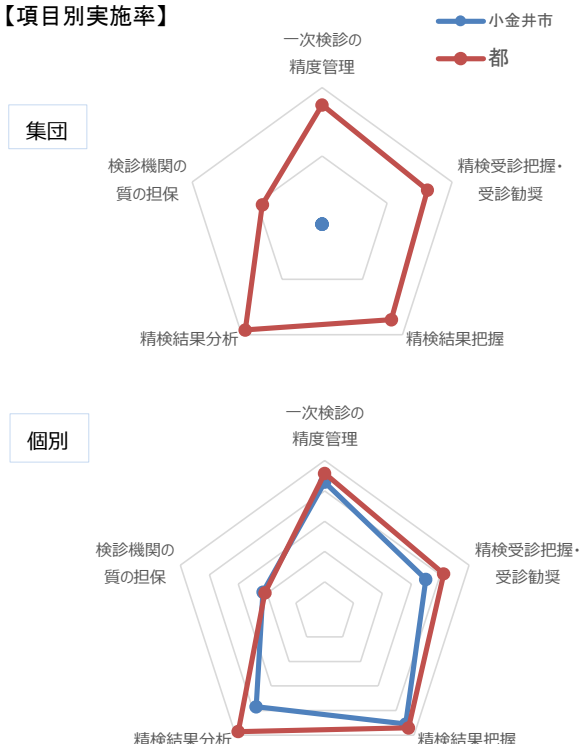 【項目別実施率】
小金井市
都
集団
一次検診の
精度管理
精検受診把握・
受診勧奨
精検結果把握
精検結果分析
検診機関の
質の担保
個別
一次検診の
精度管理
精検受診把握・
受診勧奨
精検結果把握
精検結果分析
検診機関の
質の担保